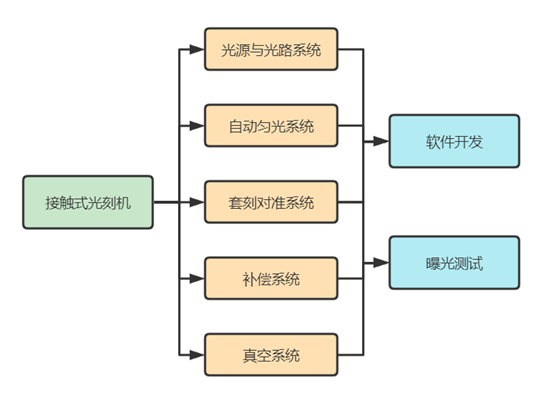 接触式光刻机
光源与光路系统
自动匀光系统
套刻对准系统
补偿系统
真空系统
软件开发
曝光测试